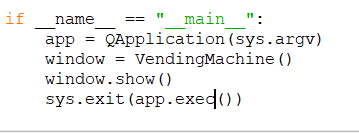 if __name__ == "__main__":
    app = QApplication(sys.argv)
    window = VendingMachine()
    window.show()
    sys.exit(app.exec())